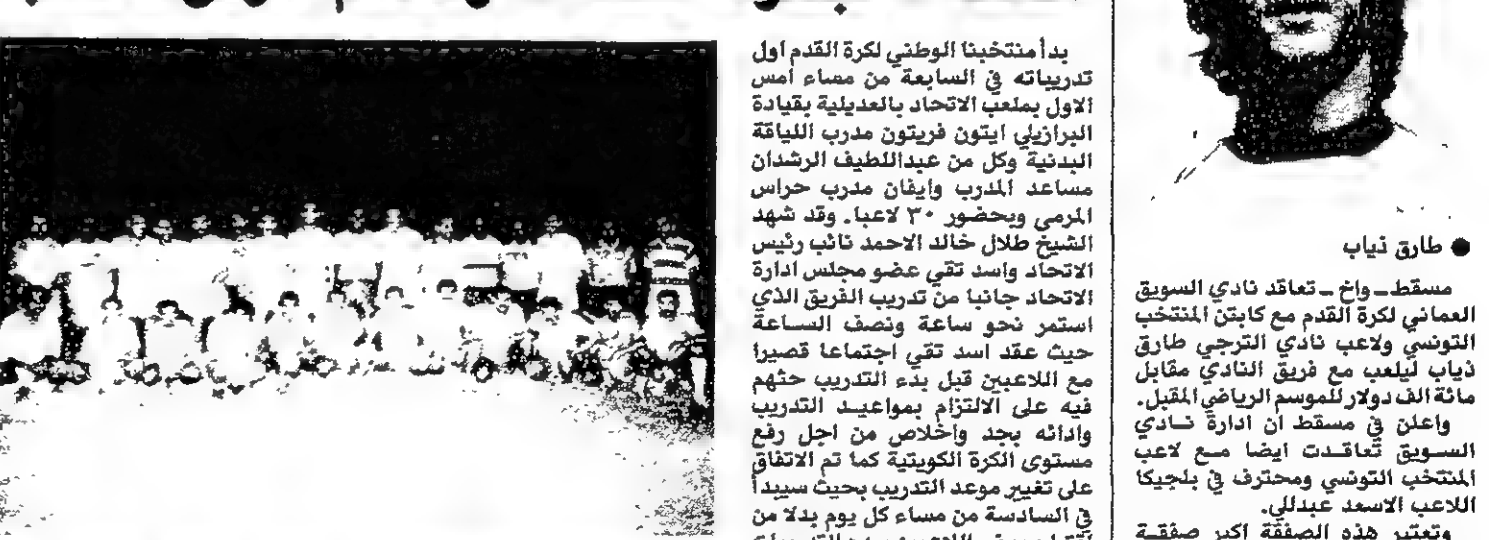 ● طارق ذياب
مسقط ـ واخ ـ تعاقد نادي السويق
العماني لكرة القدم مع كابتن المنتخب
التونسي ولاعب نادي الترجي طارق
ذياب ليلعب مع فريق النادي مقابل
مائة الف دولار للموسم الرياضي المقبل.
واعلن في مسقط ان ادارة نادي
السويق تعاقدت ايضا مع لاعب
المنتخب التونسي ومحترف في بلجيكا
اللاعب الاسعد عبدللي.
وتعتبر هذه الصفقة اكبر صفقة
بدأ منتخبنا الوطني لكرة القدم اول
تدريباته في السابعة من مساء امس
الاول بملعب الاتحاد بالعديلية بقيادة
البرازيلي ايتون فريتون مدرب اللياقة
البدنية وكل من عبداللطيف الرشدان
مساعد المدرب وايفان مدرب حراس
المرمى وبحضور ٣٠ لاعبا. وقد شهد
الشيخ طلال خالد الاحمد نائب رئيس
الاتحاد واسد تقي عضو مجلس ادارة
الاتحاد جانبا من تدريب الفريق الذي
استمر نحو ساعة ونصف الساعة
حيث عقد اسد تقي اجتماعا قصيرا
مع اللاعبين قبل بدء التدريب حثهم
فيه على الالتزام بمواعيد التدريب
وادائه بجد واخلاص من اجل رفع
مستوى الكرة الكويتية كما تم الاتفاق
على تغيير موعد التدريب بحيث سيبدأ
في السادسة من مساء كل يوم بدلا من